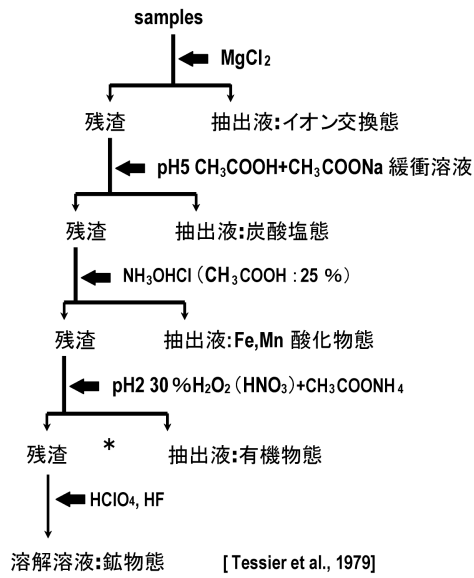 samples
MgCl₂
残渣 抽出液:イオン交換態
pH5 CH₃COOH+CH₃COONa 緩衝溶液
残渣 抽出液:炭酸塩態
NH₃OHCl（CH₃COOH：25 %）
残渣 抽出液:Fe,Mn 酸化物態
pH2 30 %H₂O₂（HNO₃）+CH₃COONH₄
残渣 * 抽出液:有機物態
HClO₄, HF
溶解溶液:鉱物態 [ Tessier et al., 1979]